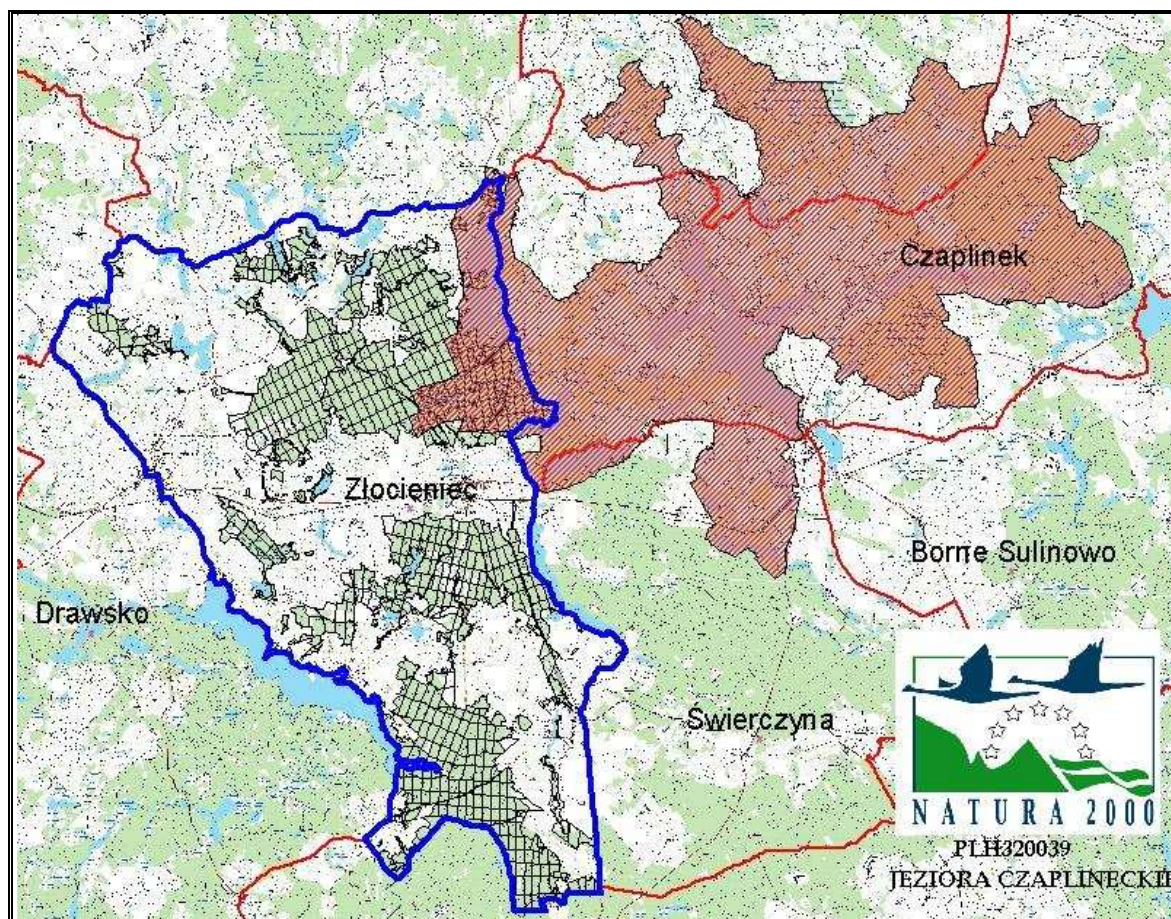 Czaplinek
Złocieniec
Borne Sulinowo
Drawsko
Świerczyna
NATURA 2000
PLH320039
JEZIORA CZAPLINECKIE